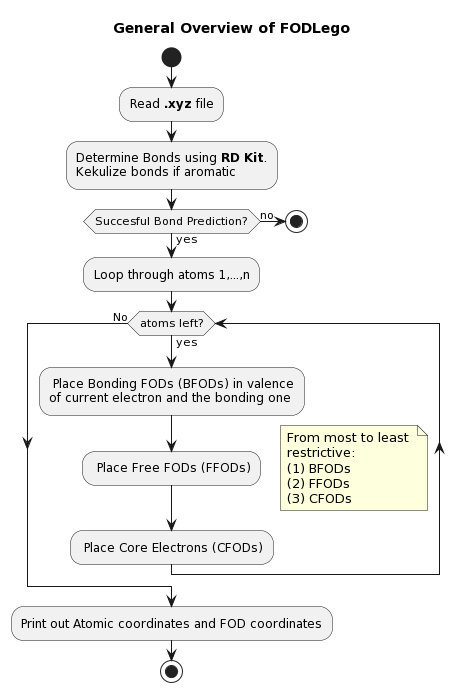 General Overview of FODLego
Read .xyz file
Determine Bonds using RD Kit.
Kekulize bonds if aromatic
Succesful Bond Prediction?
no
yes
Loop through atoms 1,...,n
No
atoms left?
yes
Place Bonding FODs (BFODs) in valence
of current electron and the bonding one
From most to least
restrictive:
(1) BFODs
(2) FFODs
(3) CFODs
Place Free FODs (FFODs)
Place Core Electrons (CFODs)
Print out Atomic coordinates and FOD coordinates